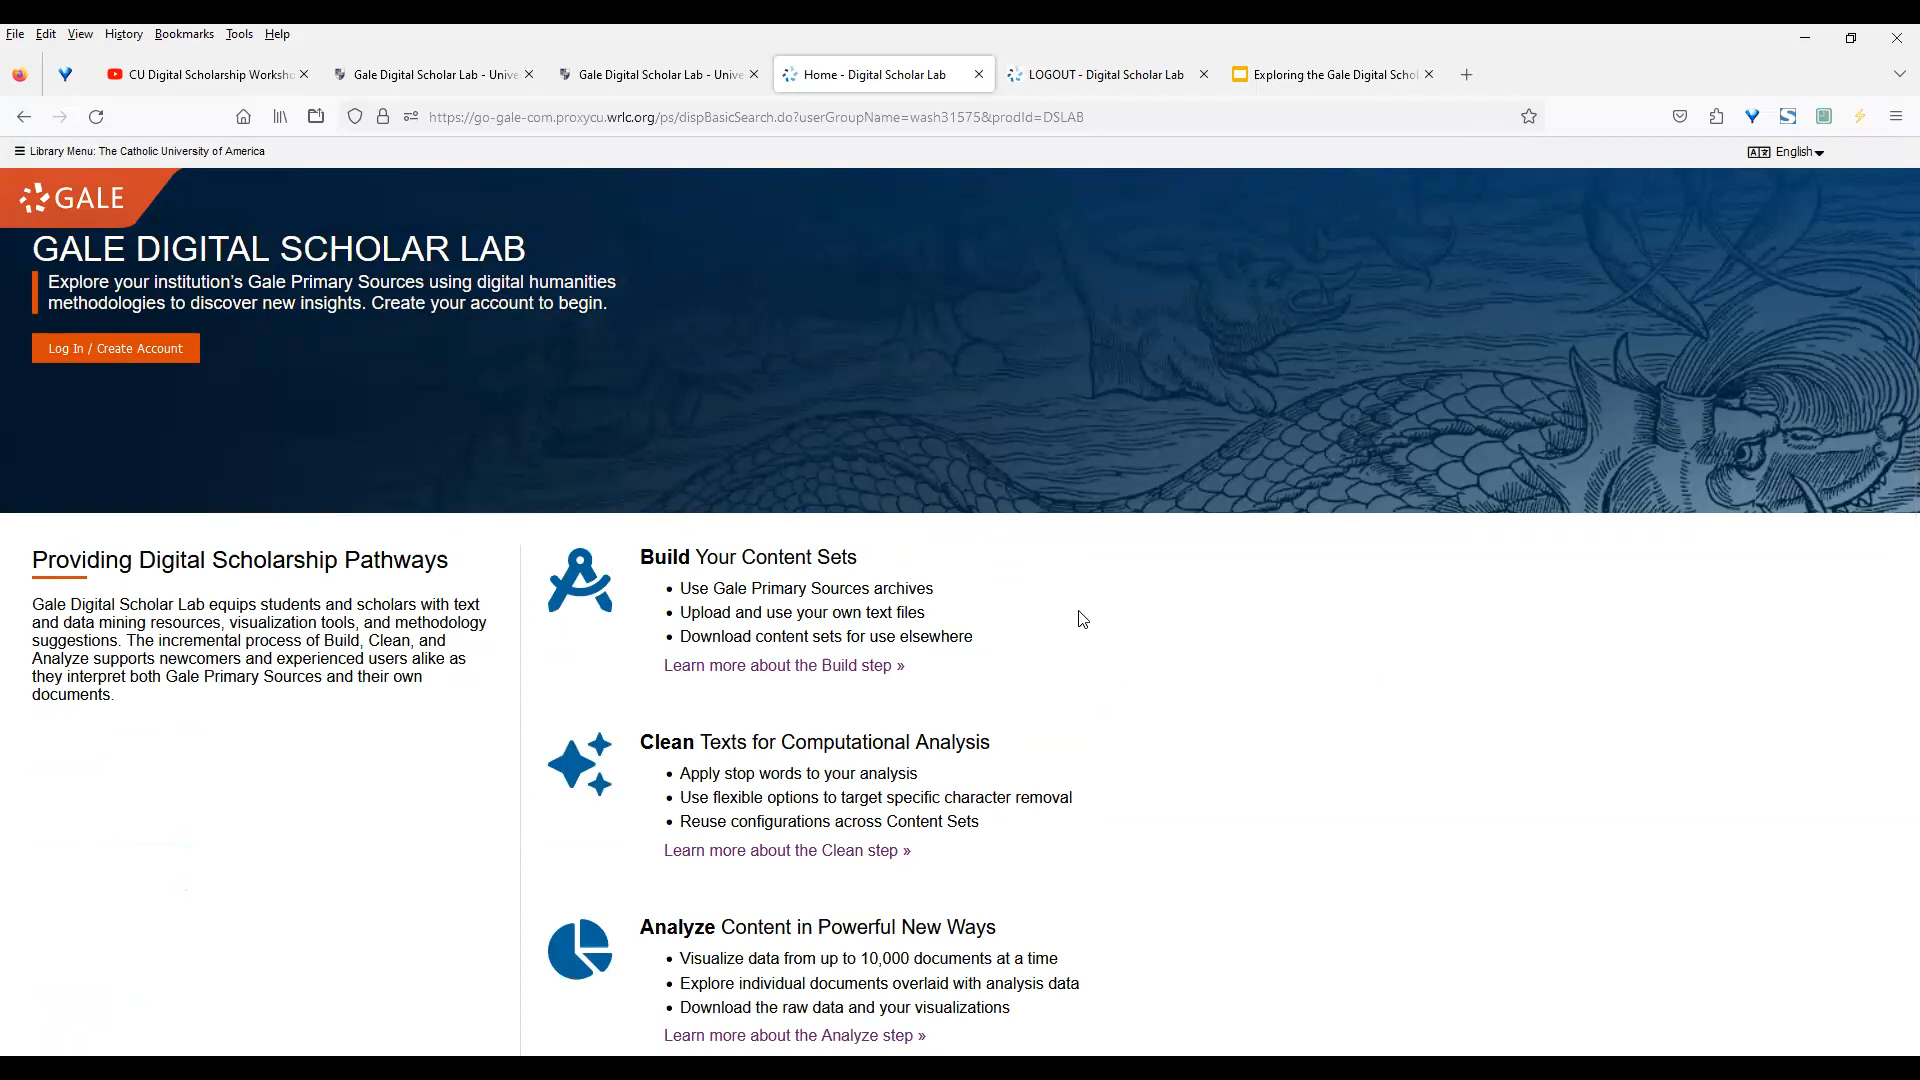 File Edit View History Bookmarks Tools Help
CU Digital Scholarship Worksho
Gale Digital Scholar Lab - Unive
Gale Digital Scholar Lab - Unive
Home - Digital Scholar Lab
LOGOUT - Digital Scholar Lab
Exploring the Gale Digital Schol
https://go-gale-com.proxycu.wrlc.org/ps/dispBasicSearch.do?userGroupName=wash31575&prodId=DSLAB
Library Menu: The Catholic University of America
English
GALE
GALE DIGITAL SCHOLAR LAB
Explore your institution’s Gale Primary Sources using digital humanities
methodologies to discover new insights. Create your account to begin.
Log In / Create Account
Providing Digital Scholarship Pathways
Gale Digital Scholar Lab equips students and scholars with text
and data mining resources, visualization tools, and methodology
suggestions. The incremental process of Build, Clean, and
Analyze supports newcomers and experienced users alike as
they interpret both Gale Primary Sources and their own
documents.
Build Your Content Sets
• Use Gale Primary Sources archives
• Upload and use your own text files
• Download content sets for use elsewhere
Learn more about the Build step »
Clean Texts for Computational Analysis
• Apply stop words to your analysis
• Use flexible options to target specific character removal
• Reuse configurations across Content Sets
Learn more about the Clean step »
Analyze Content in Powerful New Ways
• Visualize data from up to 10,000 documents at a time
• Explore individual documents overlaid with analysis data
• Download the raw data and your visualizations
Learn more about the Analyze step »